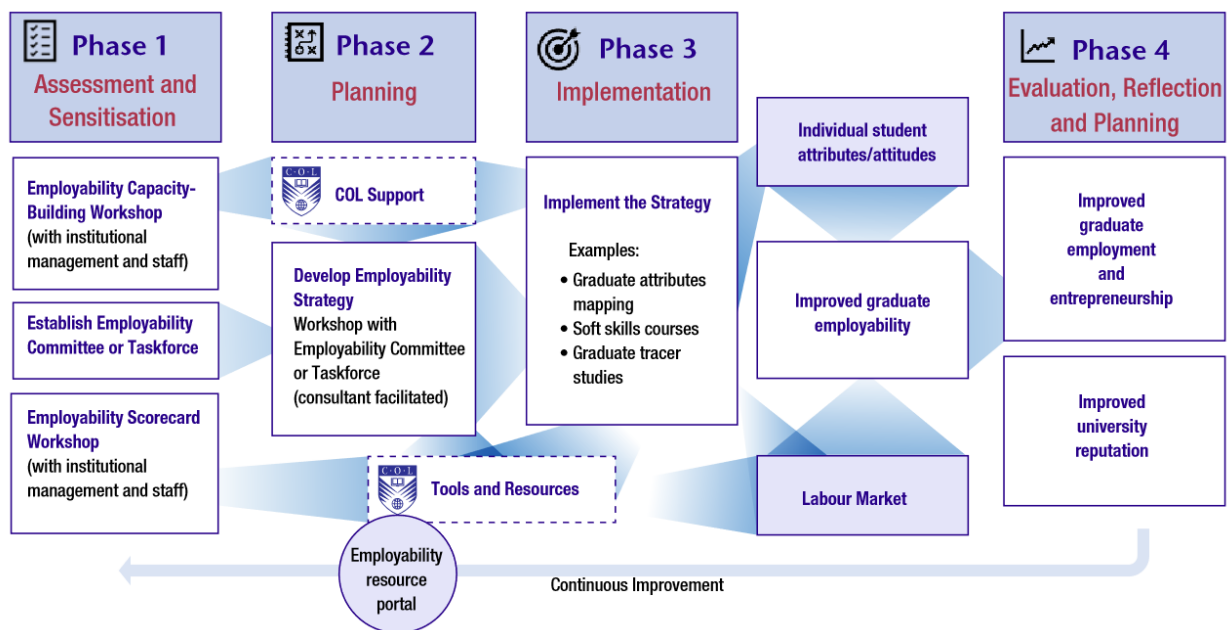 Phase 1
Assessment and
Sensitisation
Employability Capacity-
Building Workshop
(with institutional
management and staff)
Establish Employability
Committee or Taskforce
Employability Scorecard
Workshop
(with institutional
management and staff)
Phase 2
Planning
C·O·L
COL Support
Develop Employability
Strategy
Workshop with
Employability Committee
or Taskforce
(consultant facilitated)
C·O·L
Tools and Resources
Employability
resource
portal
Phase 3
Implementation
Implement the Strategy
Examples:
• Graduate attributes
mapping
• Soft skills courses
• Graduate tracer
studies
Individual student
attributes/attitudes
Improved graduate
employability
Labour Market
Phase 4
Evaluation, Reflection
and Planning
Improved
graduate
employment
and
entrepreneurship
Improved
university
reputation
Continuous Improvement